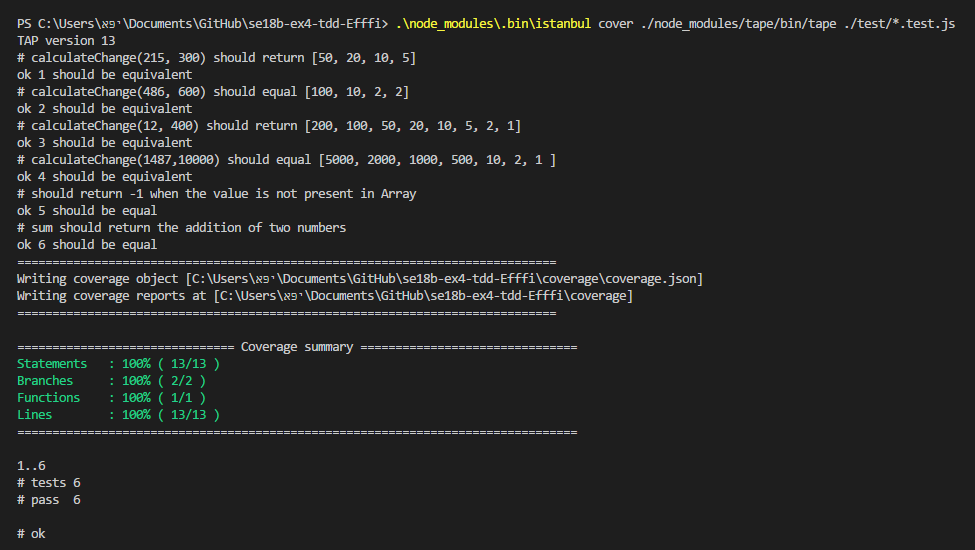 PS C:\Users\יפא\Documents\GitHub\se18b-ex4-tdd-Efffi> .\node_modules\.bin\istanbul cover ./node_modules/tape/bin/tape ./test/*.test.js
TAP version 13
# calculateChange(215, 300) should return [50, 20, 10, 5]
ok 1 should be equivalent
# calculateChange(486, 600) should equal [100, 10, 2, 2]
ok 2 should be equivalent
# calculateChange(12, 400) should return [200, 100, 50, 20, 10, 5, 2, 1]
ok 3 should be equivalent
# calculateChange(1487,10000) should equal [5000, 2000, 1000, 500, 10, 2, 1 ]
ok 4 should be equivalent
# should return -1 when the value is not present in Array
ok 5 should be equal
# sum should return the addition of two numbers
ok 6 should be equal
=============================================================================
Writing coverage object [C:\Users\יפא\Documents\GitHub\se18b-ex4-tdd-Efffi\coverage\coverage.json]
Writing coverage reports at [C:\Users\יפא\Documents\GitHub\se18b-ex4-tdd-Efffi\coverage]
=============================================================================
=============================== Coverage summary ===============================
Statements   : 100% ( 13/13 )
Branches     : 100% ( 2/2 )
Functions    : 100% ( 1/1 )
Lines        : 100% ( 13/13 )
================================================================================
1..6
# tests 6
# pass  6
# ok